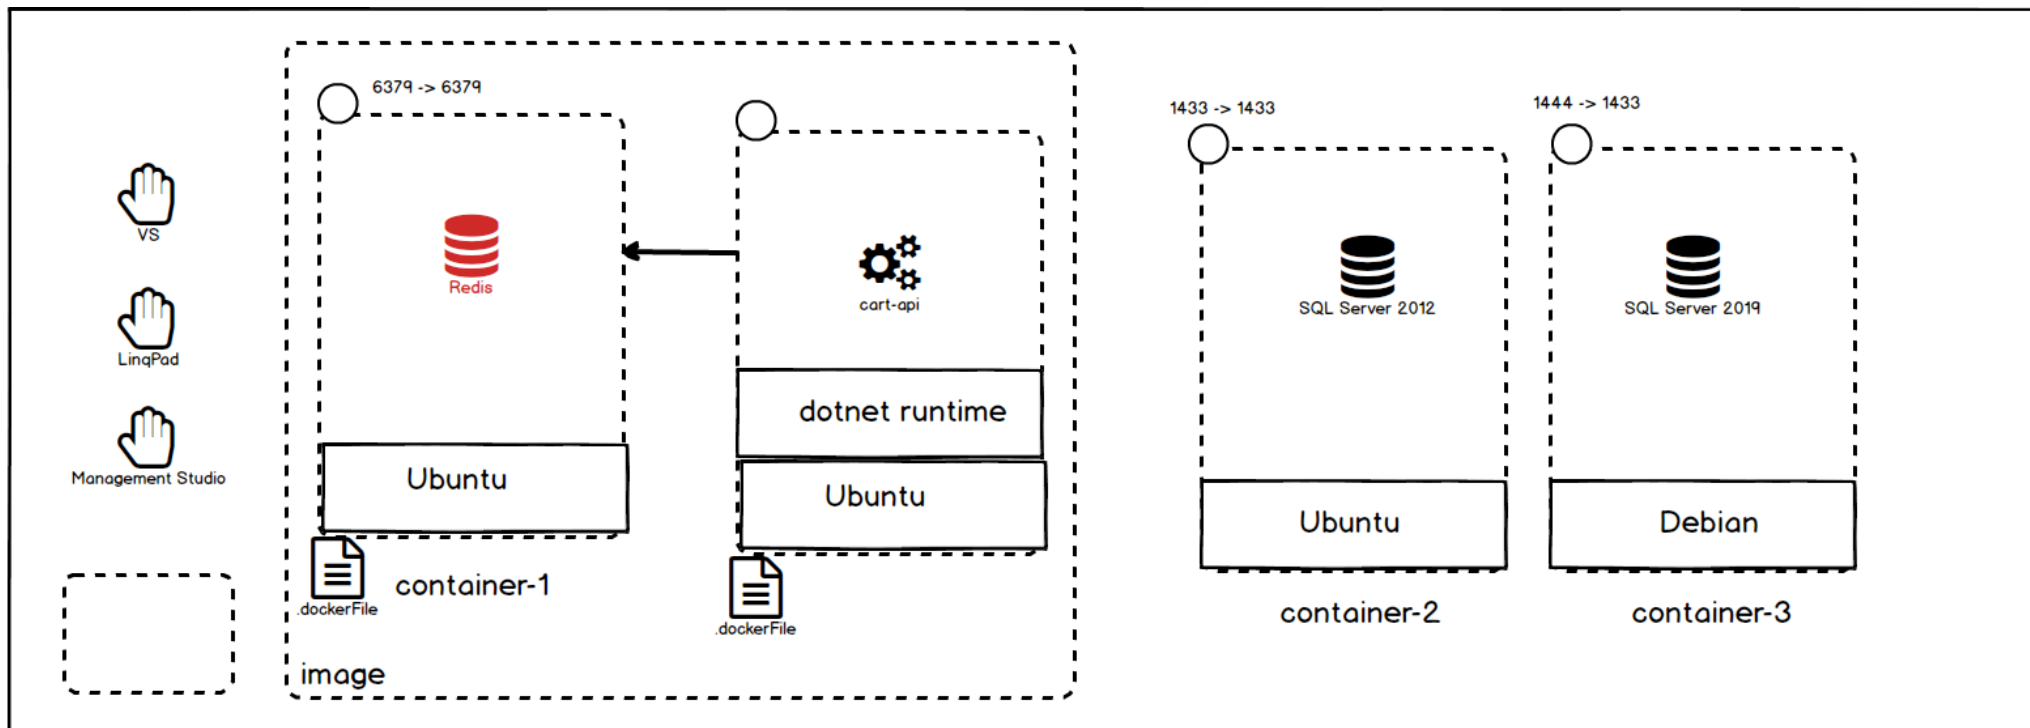 6379 -> 6379
1433 -> 1433
1444 -> 1433
VS
Redis
cart-api
SQL Server 2012
SQL Server 2019
LinqPad
dotnet runtime
Management Studio
Ubuntu
Ubuntu
Ubuntu
Debian
.dockerFile
container-1
.dockerFile
container-2
container-3
image